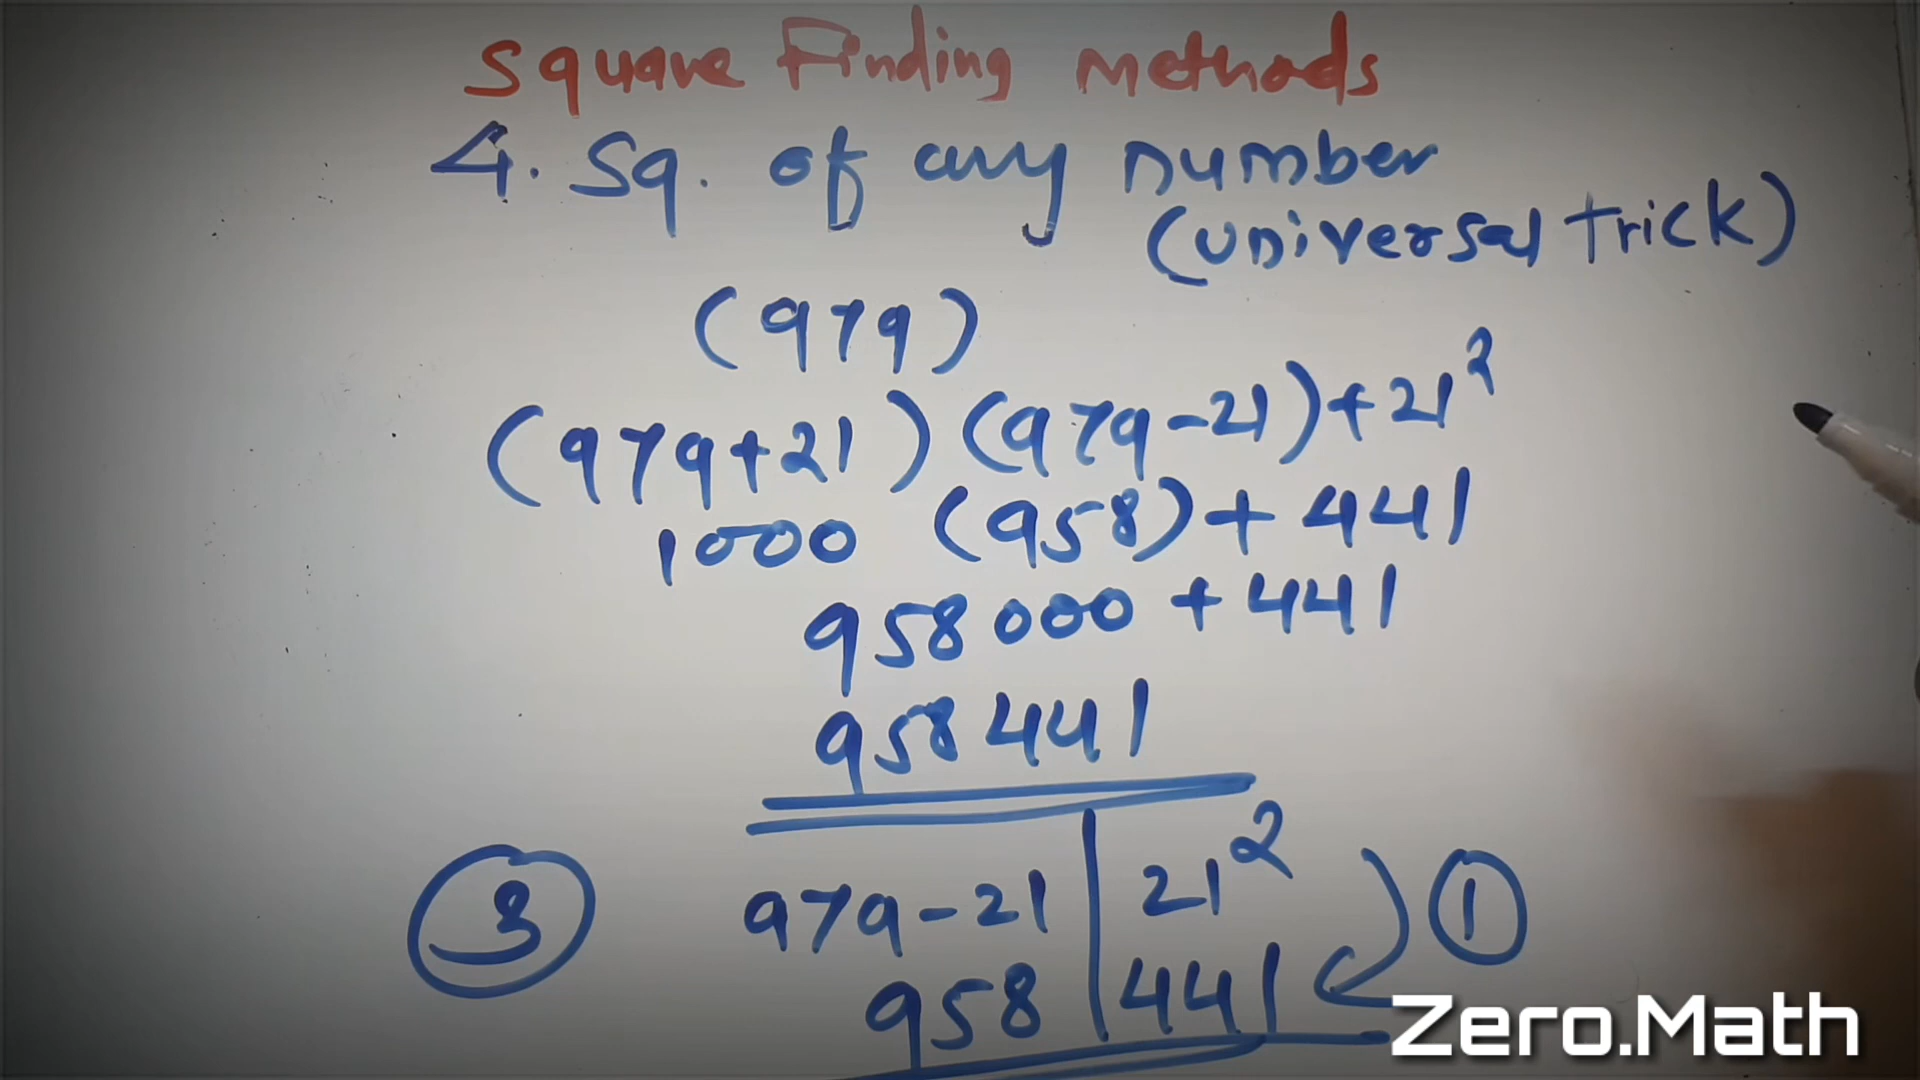 Square Finding methods
4. Sq. of any number
(universal trick)
(979)
(979+21) (979-21)+21²
1000 (958)+441
958000+441
958441
979-21 | 21²
3
1
958 | 441
Zero.Math